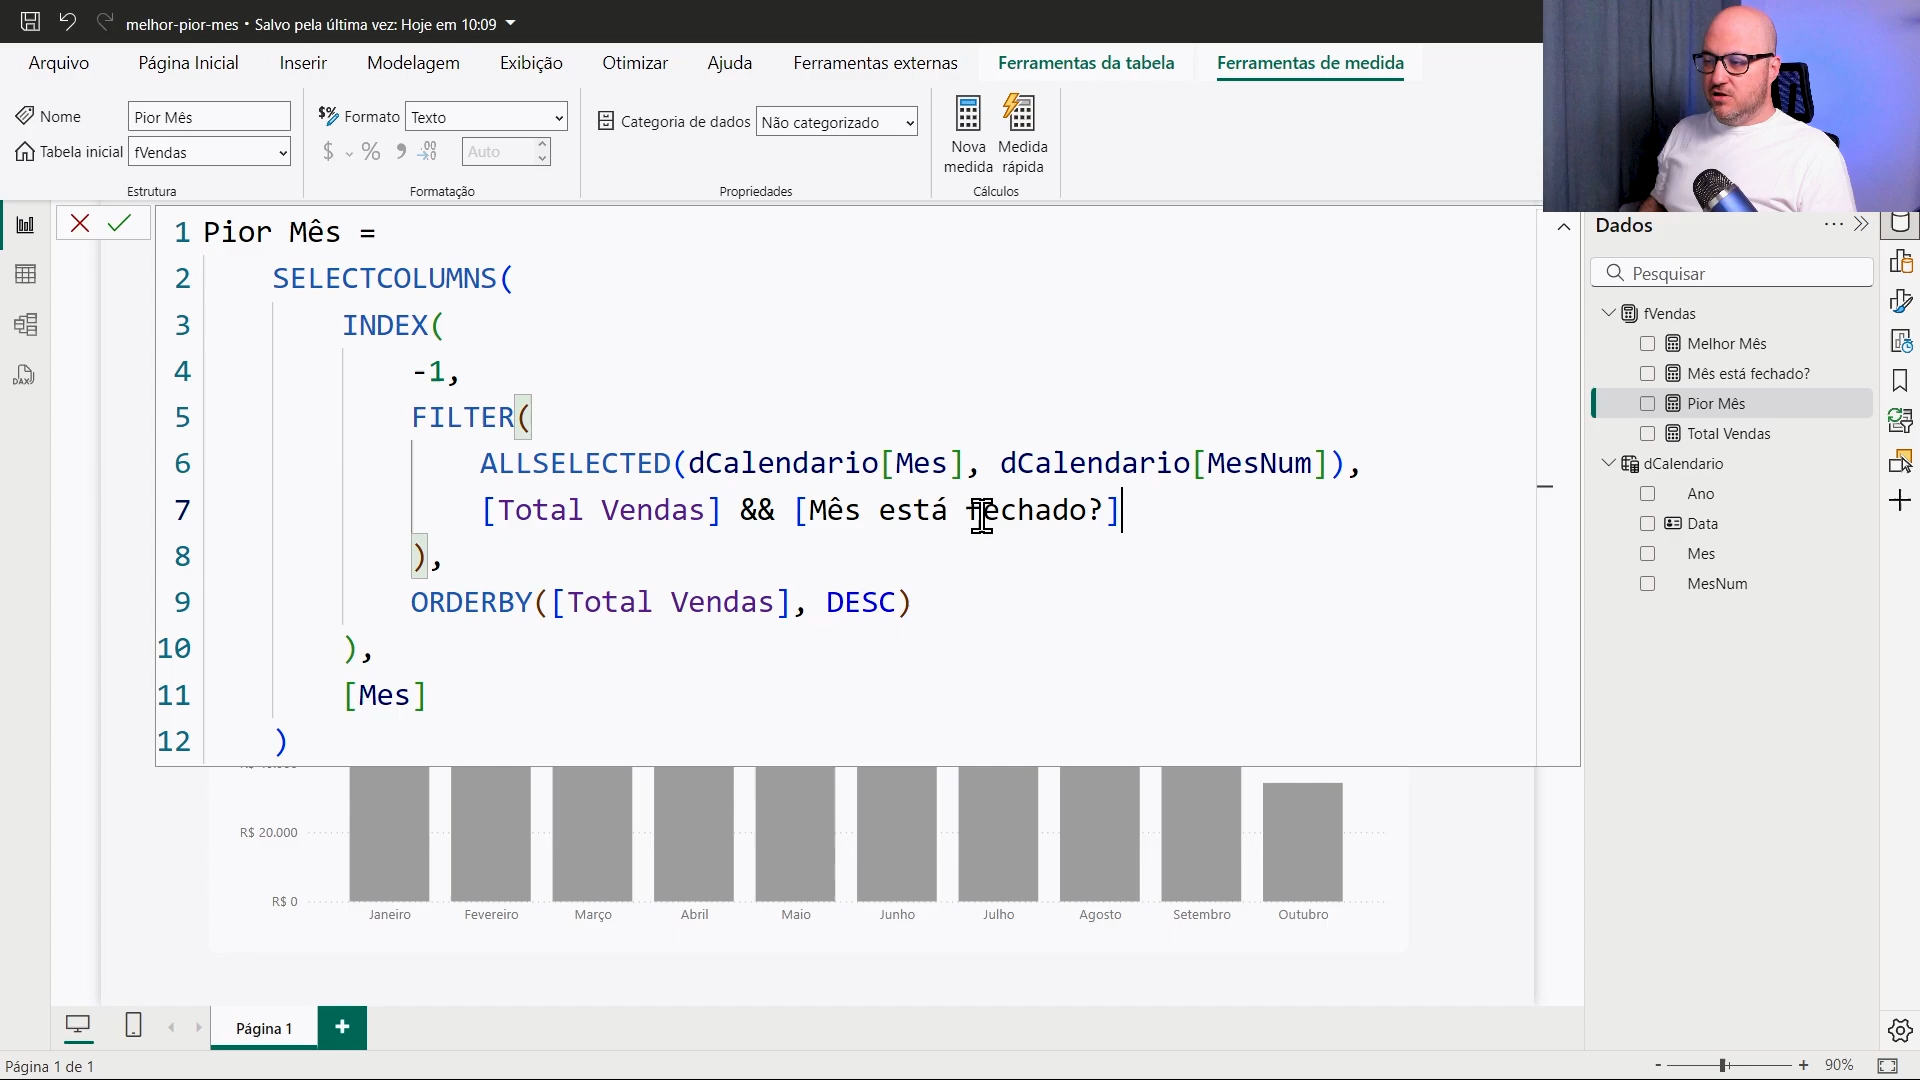 melhor-pior-mes • Salvo pela última vez: Hoje em 10:09
Arquivo Página Inicial Inserir Modelagem Exibição Otimizar Ajuda Ferramentas externas Ferramentas da tabela Ferramentas de medida
Nome Pior Mês
Tabela inicial fVendas
Estrutura
Formato Texto
$ % 9 .00 Auto
Formatação
Categoria de dados Não categorizado
Propriedades
Nova medida
Medida rápida
Cálculos
1 Pior Mês =
2 SELECTCOLUMNS(
3 INDEX(
4 -1,
5 FILTER(
6 ALLSELECTED(dCalendario[Mes], dCalendario[MesNum]),
7 [Total Vendas] && [Mês está fechado?]
8 ),
9 ORDERBY([Total Vendas], DESC)
10 ),
11 [Mes]
12 )
R$ 20.000
R$ 0
Janeiro Fevereiro Março Abril Maio Junho Julho Agosto Setembro Outubro
Dados
Pesquisar
fVendas
Melhor Mês
Mês está fechado?
Pior Mês
Total Vendas
dCalendario
Ano
Data
Mes
MesNum
DAX
Página 1
Página 1 de 1
- + 90%